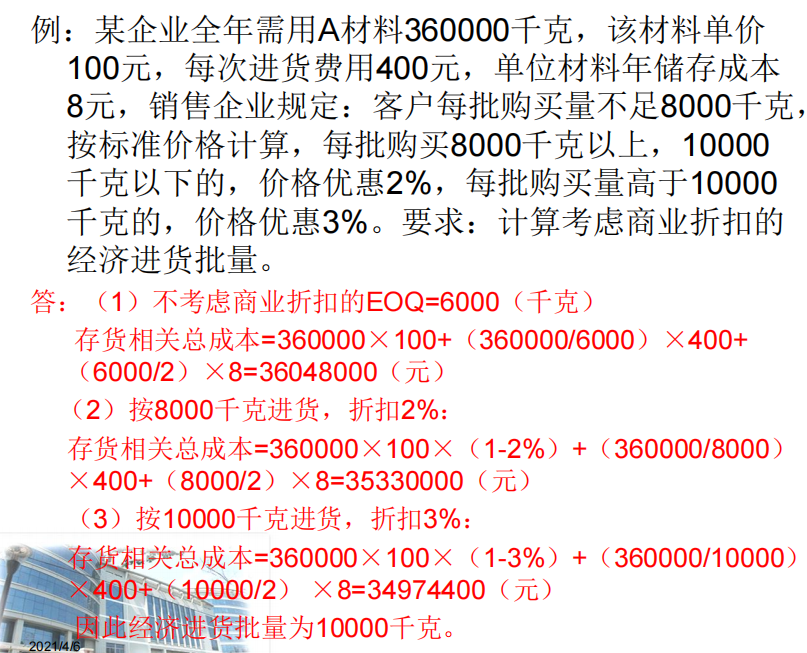 例：某企业全年需用A材料360000千克，该材料单价
100元，每次进货费用400元，单位材料年储存成本
8元，销售企业规定：客户每批购买量不足8000千克，
按标准价格计算，每批购买8000千克以上，10000
千克以下的，价格优惠2%，每批购买量高于10000
千克的，价格优惠3%。要求：计算考虑商业折扣的
经济进货批量。
答：（1）不考虑商业折扣的EOQ=6000（千克）
存货相关总成本=360000×100+（360000/6000）×400+
（6000/2）×8=36048000（元）
（2）按8000千克进货，折扣2%：
存货相关总成本=360000×100×（1-2%）+（360000/8000）
×400+（8000/2）×8=35330000（元）
（3）按10000千克进货，折扣3%：
存货相关总成本=360000×100×（1-3%）+（360000/10000）
×400+（10000/2） ×8=34974400（元）
因此经济进货批量为10000千克。
2021/4/6